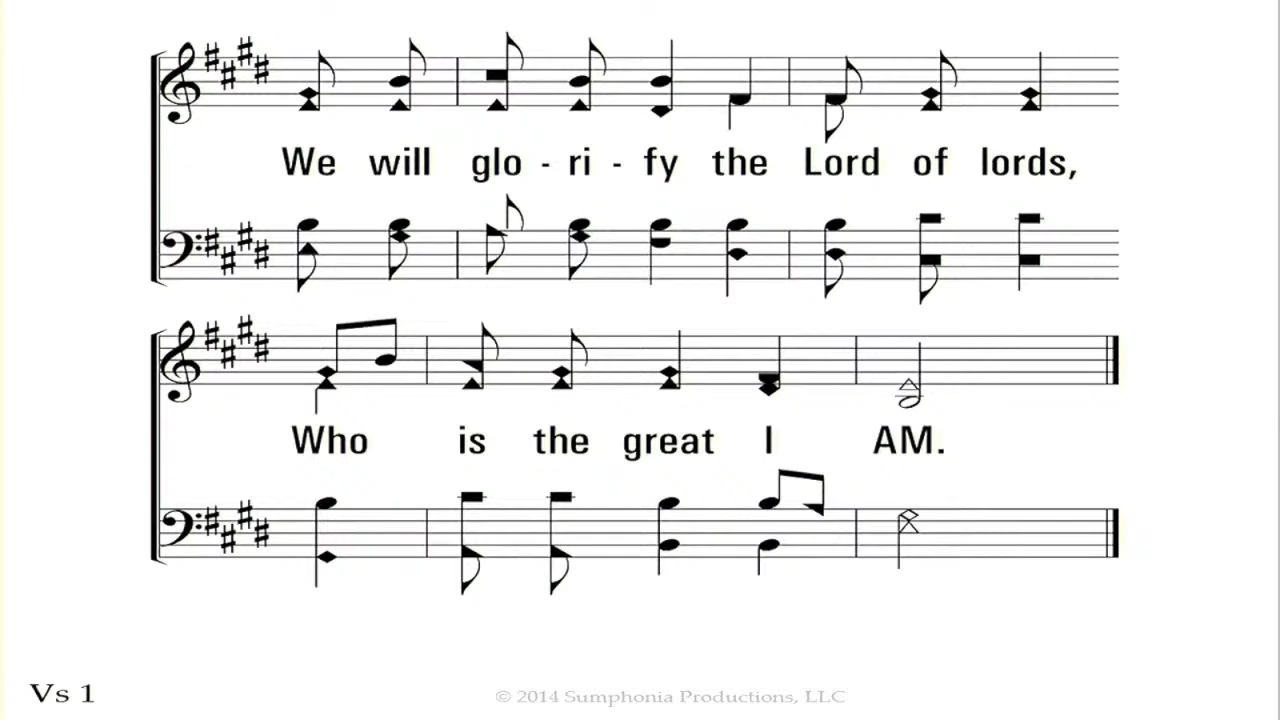 We will glo - ri - fy the Lord of lords,
Who is the great I AM.
Vs 1
© 2014 Sumphonia Productions, LLC